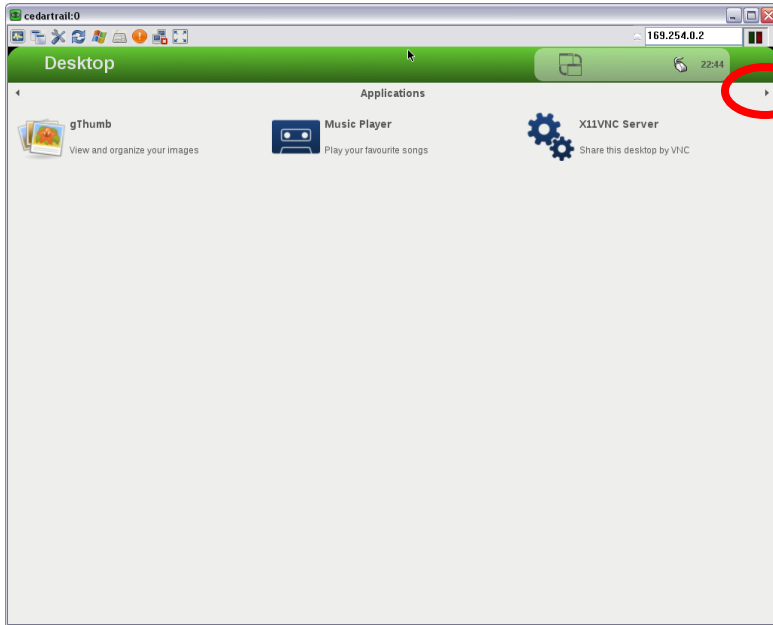 cedartrail:0
169.254.0.2
Desktop
22:44
Applications
gThumb
View and organize your images
Music Player
Play your favourite songs
X11VNC Server
Share this desktop by VNC